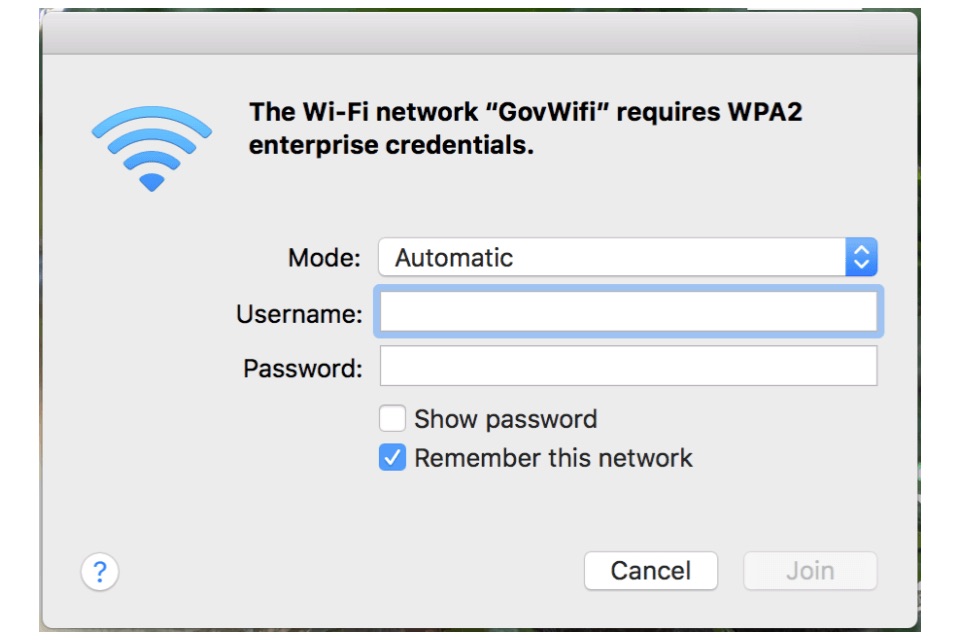 The Wi-Fi network “GovWifi” requires WPA2
enterprise credentials.
Mode: Automatic
Username:
Password:
Show password
Remember this network
? Cancel Join